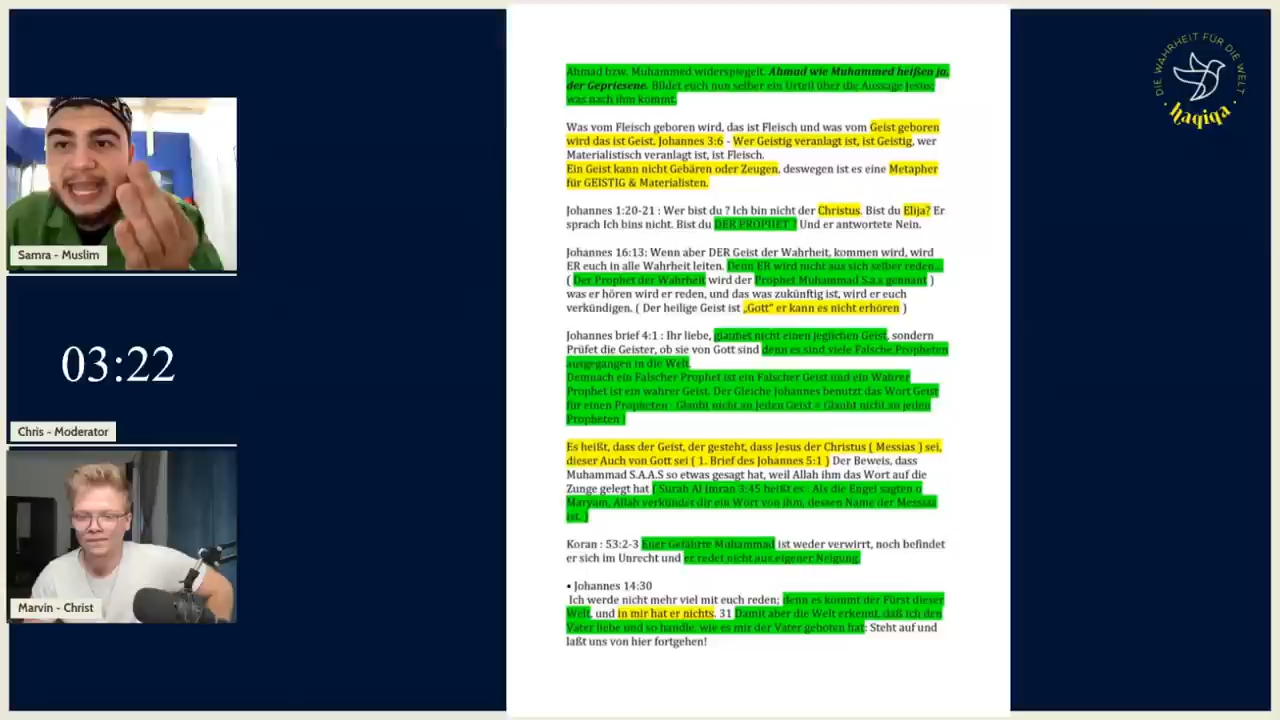 Samra - Muslim
03:22
Chris - Moderator
Marvin - Christ
Ahmad bzw. Muhammed widerspiegelt. Ahmad wie Muhammed heißen ja,
der Gepriesene. Bildet euch nun selber ein Urteil über die Aussage Jesus;
was nach ihm kommt.
Was vom Fleisch geboren wird, das ist Fleisch und was vom Geist geboren
wird das ist Geist. Johannes 3:6 - Wer Geistig veranlagt ist, ist Geistig, wer
Materialistisch veranlagt ist, ist Fleisch.
Ein Geist kann nicht Gebären oder Zeugen, deswegen ist es eine Metapher
für GEISTIG & Materialisten.
Johannes 1:20-21 : Wer bist du ? Ich bin nicht der Christus. Bist du Elija? Er
sprach Ich bins nicht. Bist du DER PROPHET ? Und er antwortete Nein.
Johannes 16:13: Wenn aber DER Geist der Wahrheit, kommen wird, wird
ER euch in alle Wahrheit leiten. Denn ER wird nicht aus sich selber reden...
( Der Prophet der Wahrheit wird der Prophet Muhammad S.a.s gennant )
was er hören wird er reden, und das was zukünftig ist, wird er euch
verkündigen. ( Der heilige Geist ist „Gott“ er kann es nicht erhören )
Johannes brief 4:1 : Ihr liebe, glaubet nicht einen jeglichen Geist, sondern
Prüfet die Geister, ob sie von Gott sind denn es sind viele Falsche Propheten
ausgegangen in die Welt.
Demnach ein Falscher Prophet ist ein Falscher Geist und ein Wahrer
Prophet ist ein wahrer Geist. Der Gleiche Johannes benutzt das Wort Geist
für einen Propheten - Glaubt nicht an Jeden Geist = Glaubt nicht an jeden
Propheten !
Es heißt, dass der Geist, der gesteht, dass Jesus der Christus ( Messias ) sei,
dieser Auch von Gott sei ( 1. Brief des Johannes 5:1 ) Der Beweis, dass
Muhammad S.A.A.S so etwas gesagt hat, weil Allah ihm das Wort auf die
Zunge gelegt hat ( Surah Al Imran 3:45 heißt es : Als die Engel sagten o
Maryam, Allah verkündet dir ein Wort von ihm, dessen Name der Messias
ist. )
Koran : 53:2-3 Euer Gefährte Muhammad ist weder verwirrt, noch befindet
er sich im Unrecht und er redet nicht aus eigener Neigung.
• Johannes 14:30
Ich werde nicht mehr viel mit euch reden; denn es kommt der Fürst dieser
Welt, und in mir hat er nichts. 31 Damit aber die Welt erkennt, daß ich den
Vater liebe und so handle, wie es mir der Vater geboten hat: Steht auf und
laßt uns von hier fortgehen!
DIE WAHRHEIT FÜR DIE WELT
haqiqa